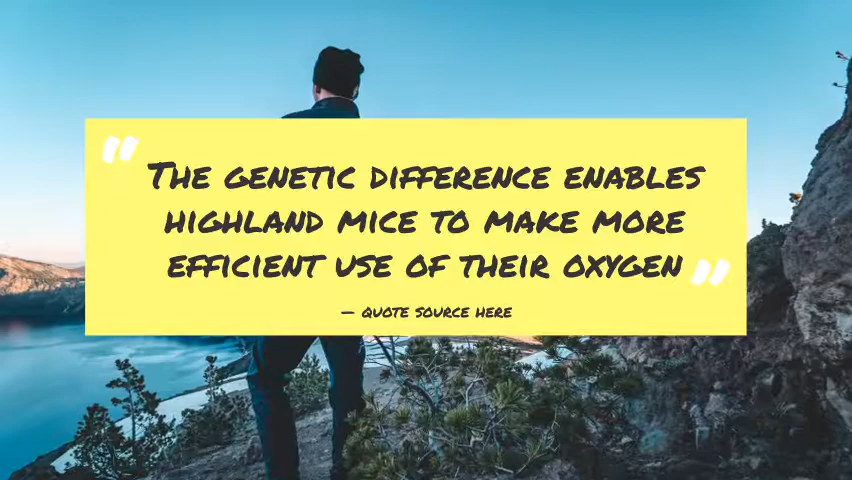 "The genetic difference enables
highland mice to make more
efficient use of their oxygen"
— quote source here